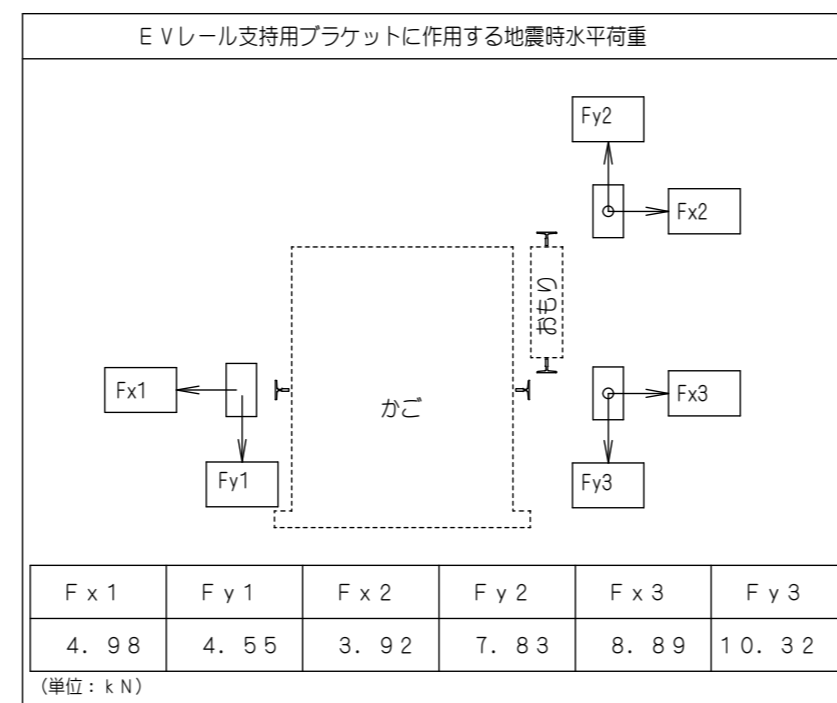 ＥＶレール支持用ブラケットに作用する地震時水平荷重
Fy2
Fx2
おもり
Fx1
かご
Fx3
Fy1
Fy3
Ｆｘ１ Ｆｙ１ Ｆｘ２ Ｆｙ２ Ｆｘ３ Ｆｙ３
４．９８ ４．５５ ３．９２ ７．８３ ８．８９ １０．３２
（単位：ｋＮ）